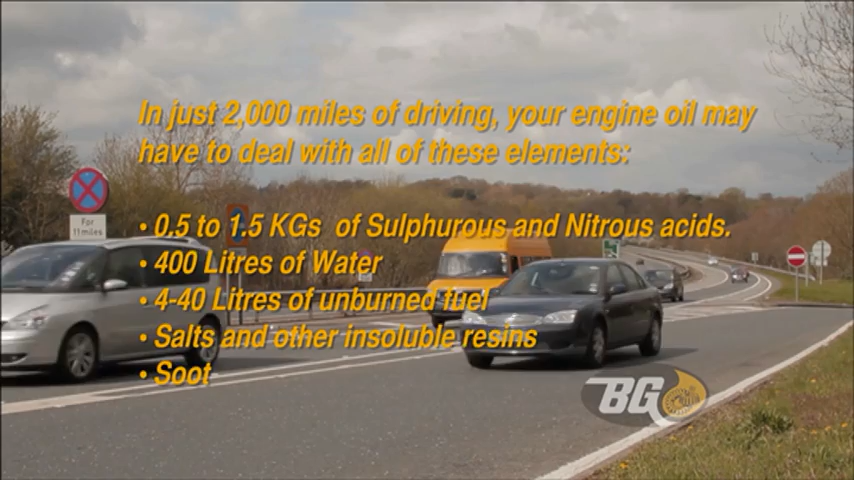 In just 2,000 miles of driving, your engine oil may
have to deal with all of these elements:
• 0.5 to 1.5 KGs of Sulphurous and Nitrous acids.
For
11 miles
• 400 Litres of Water
• 4-40 Litres of unburned fuel
• Salts and other insoluble resins
• Soot
BG